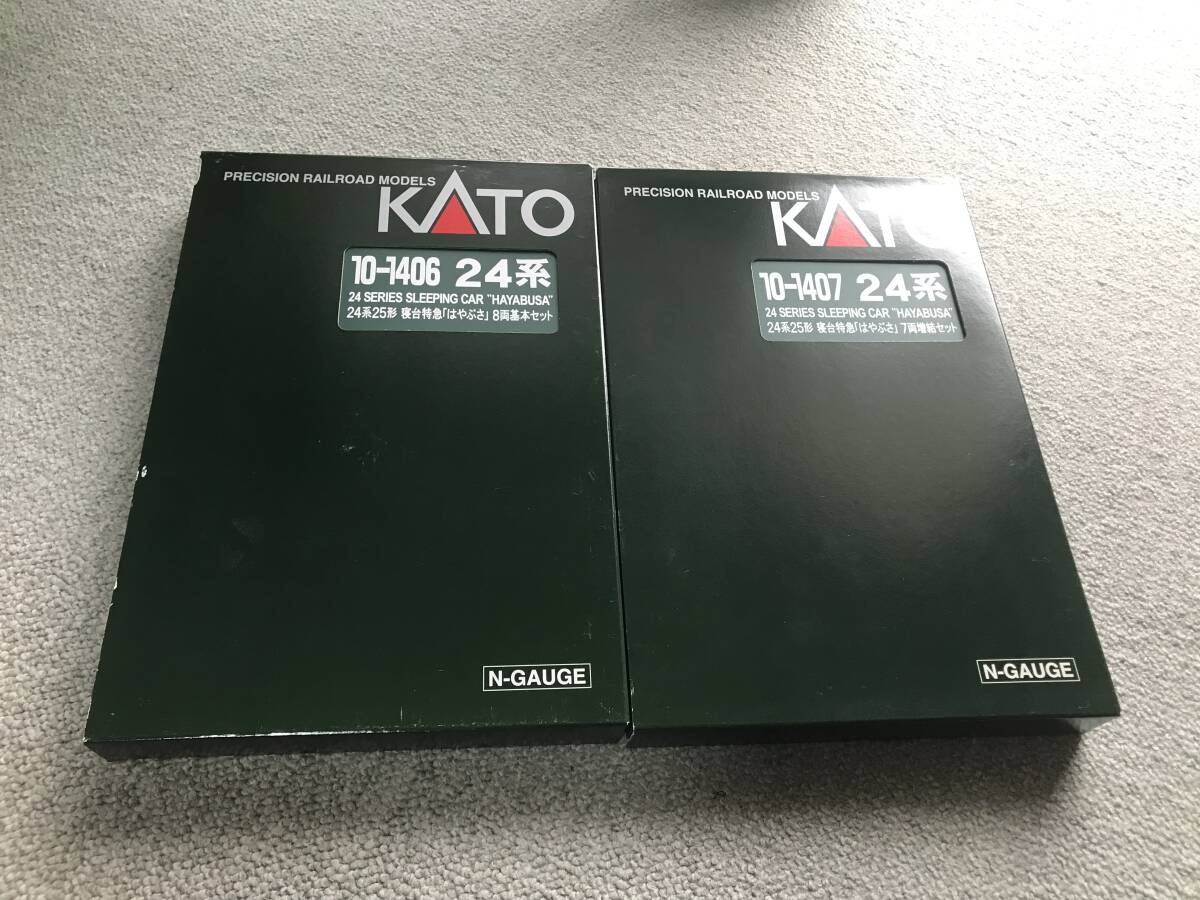 PRECISION RAILROAD MODELS
KATO
10-1406 24系
24 SERIES SLEEPING CAR "HAYABUSA"
24系25形 寝台特急「はやぶさ」8両基本セット
N-GAUGE
PRECISION RAILROAD MODELS
KATO
10-1407 24系
24 SERIES SLEEPING CAR "HAYABUSA"
24系25形 寝台特急「はやぶさ」7両増結セット
N-GAUGE